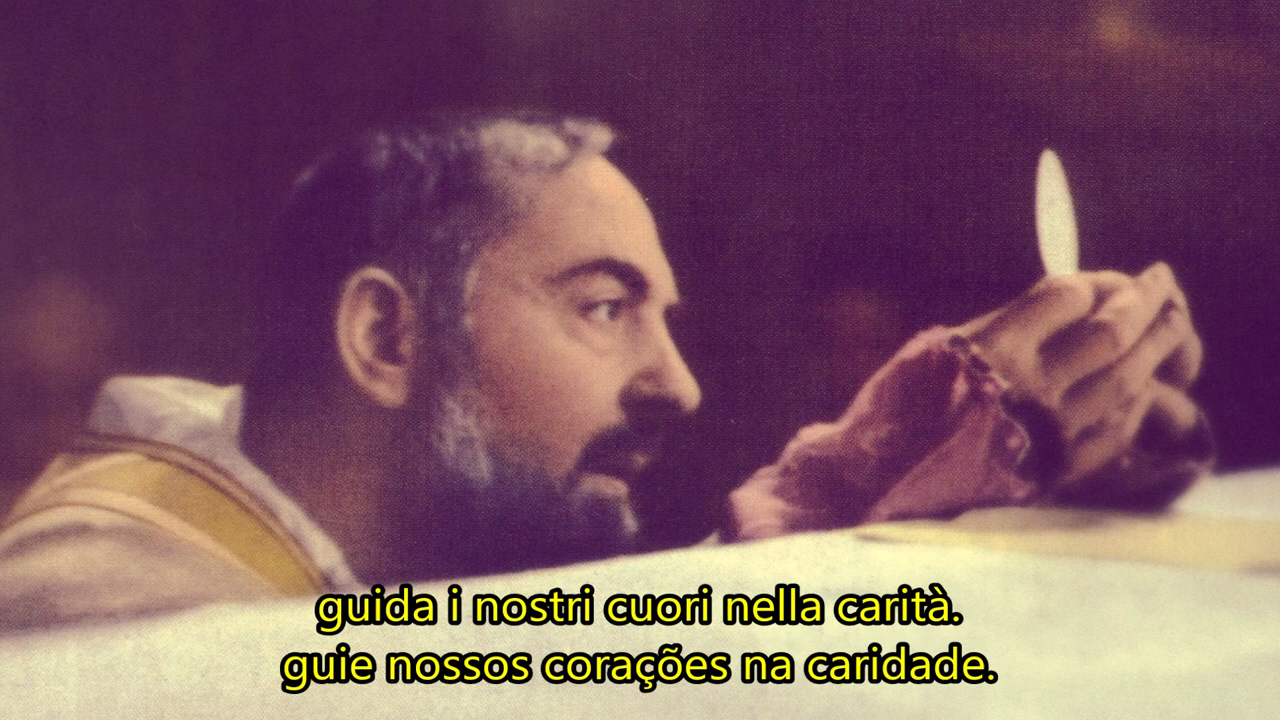 guida i nostri cuori nella carità.
guie nossos corações na caridade.